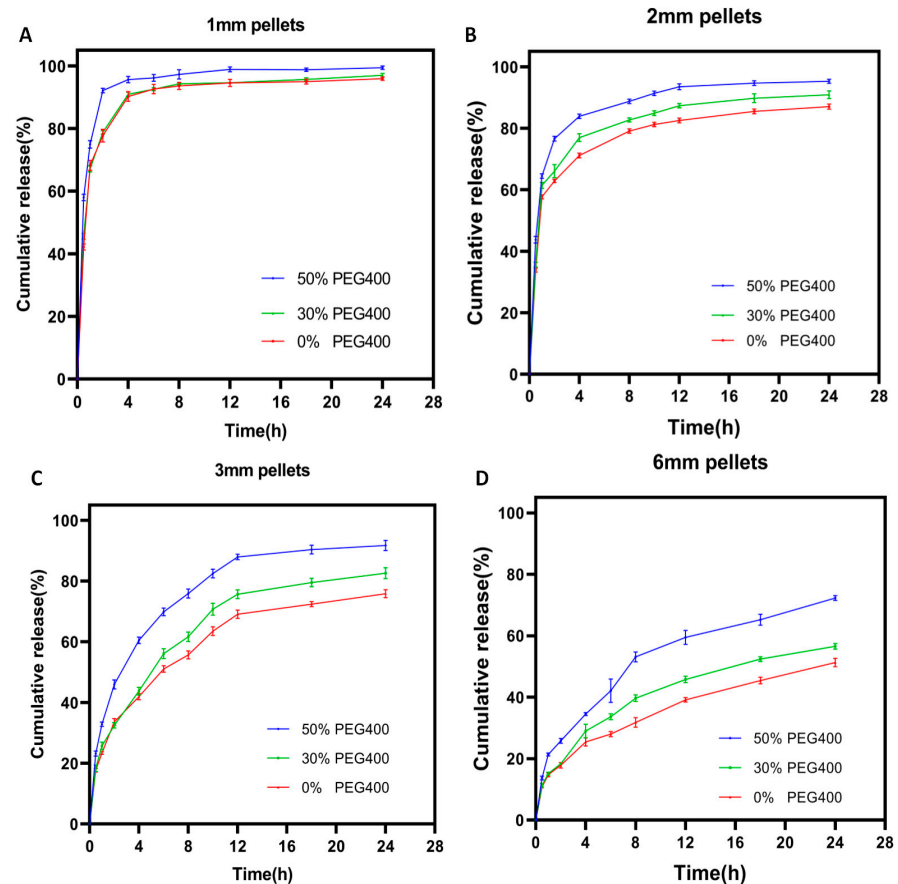 A
1mm pellets
Cumulative release(%)
100
80
60
40
20
0
50% PEG400
30% PEG400
0% PEG400
0 4 8 12 16 20 24 28
Time(h)
B
2mm pellets
Cumulative release(%)
100
80
60
40
20
0
50% PEG400
30% PEG400
0% PEG400
0 4 8 12 16 20 24 28
Time(h)
C
3mm pellets
Cumulative release(%)
100
80
60
40
20
0
50% PEG400
30% PEG400
0% PEG400
0 4 8 12 16 20 24 28
Time(h)
D
6mm pellets
Cumulative release(%)
100
80
60
40
20
0
50% PEG400
30% PEG400
0% PEG400
0 4 8 12 16 20 24 28
Time(h)